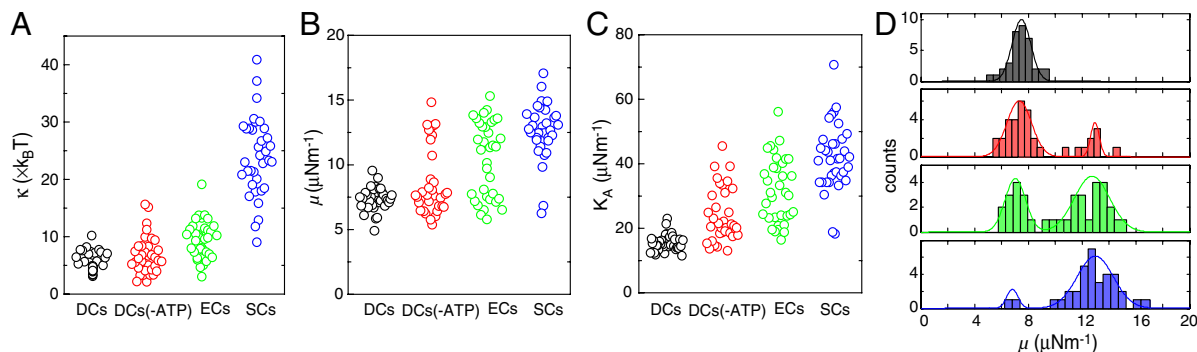 A
κ (×k_BT)
40
30
20
10
0
DCs DCs(-ATP) ECs SCs
B
μ (μNm⁻¹)
20
15
10
5
0
DCs DCs(-ATP) ECs SCs
C
K_A (μNm⁻¹)
80
60
40
20
0
DCs DCs(-ATP) ECs SCs
D
counts
10
5
0
4
0
4
2
0
4
0
0 4 8 12 16 20
μ (μNm⁻¹)